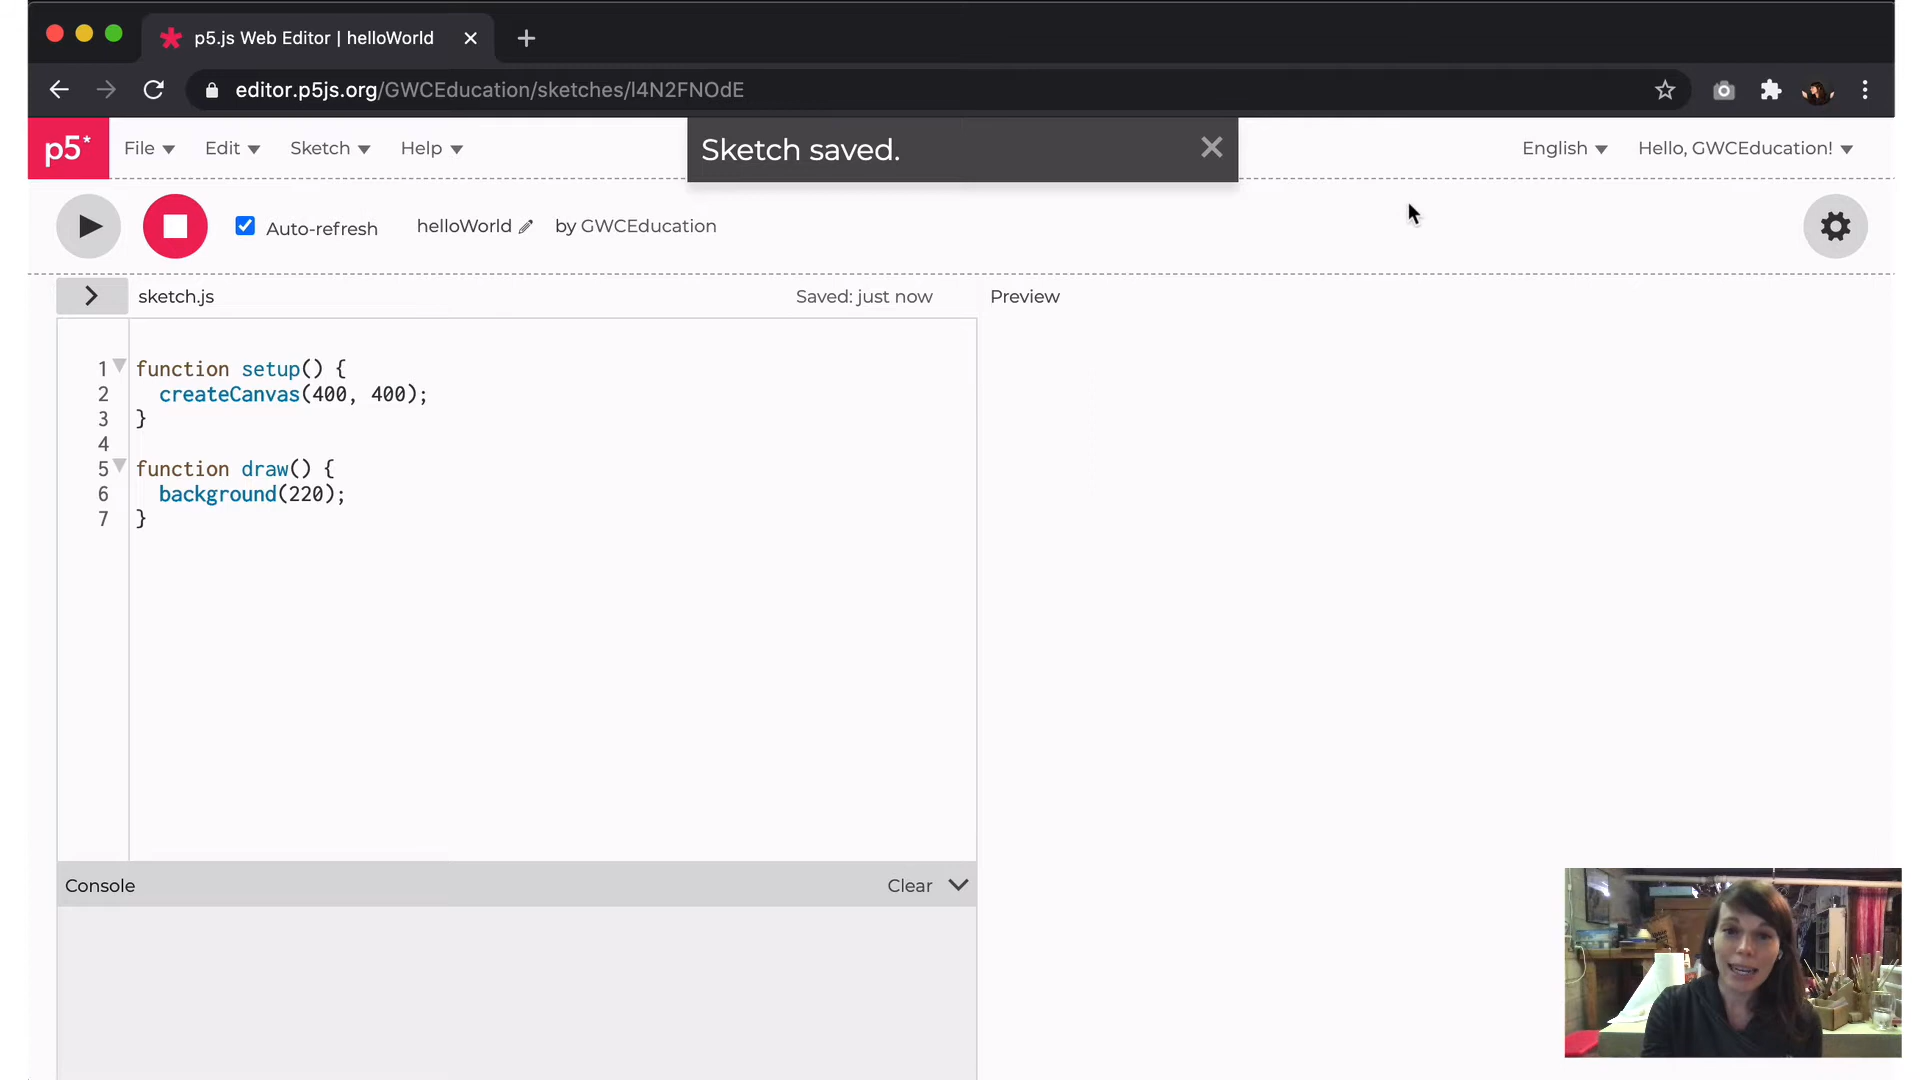 p5.js Web Editor | helloWorld
editor.p5js.org/GWCEducation/sketches/l4N2FNOdE
p5*
File
Edit
Sketch
Help
Sketch saved.
English
Hello, GWCEducation!
Auto-refresh
helloWorld
by GWCEducation
sketch.js
Saved: just now
Preview
1 function setup() {
2 createCanvas(400, 400);
3 }
4
5 function draw() {
6 background(220);
7 }
Console
Clear